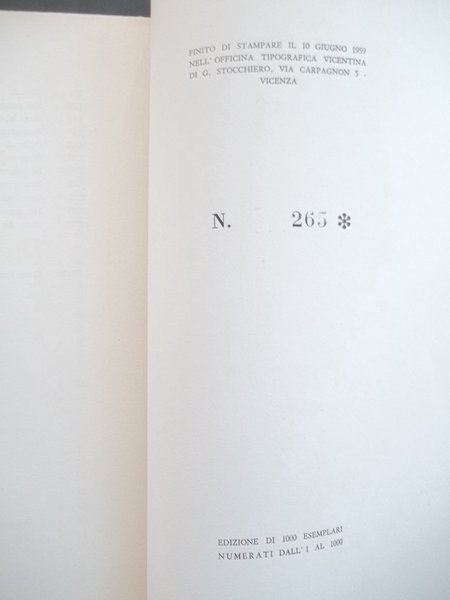 FINITO DI STAMPARE IL 10 GIUGNO 1959
NELL'OFFICINA TIPOGRAFICA VICENTINA
DI G. STOCCHIERO, VIA CARPAGNON 5 .
VICENZA
N. 265 ✻
EDIZIONE DI 1000 ESEMPLARI
NUMERATI DALL'1 AL 1000